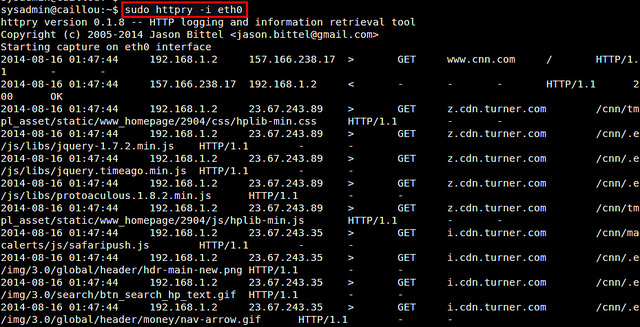 sysadmin@caillou:~$ sudo httpry -i eth0
httpry version 0.1.8 -- HTTP logging and information retrieval tool
Copyright (c) 2005-2014 Jason Bittel <jason.bittel@gmail.com>
Starting capture on eth0 interface
2014-08-16 01:47:44 192.168.1.2 157.166.238.17 > GET www.cnn.com / HTTP/1.
1 - -
2014-08-16 01:47:44 157.166.238.17 192.168.1.2 < - - - HTTP/1.1 2
00 OK
2014-08-16 01:47:44 192.168.1.2 23.67.243.89 > GET z.cdn.turner.com /cnn/tm
pl_asset/static/www_homepage/2904/css/hplib-min.css HTTP/1.1 - -
2014-08-16 01:47:44 192.168.1.2 23.67.243.89 > GET z.cdn.turner.com /cnn/.e
/js/libs/jquery-1.7.2.min.js HTTP/1.1 - -
2014-08-16 01:47:44 192.168.1.2 23.67.243.89 > GET z.cdn.turner.com /cnn/.e
/js/libs/jquery.timeago.min.js HTTP/1.1 - -
2014-08-16 01:47:44 192.168.1.2 23.67.243.89 > GET z.cdn.turner.com /cnn/.e
/js/libs/protoaculous.1.8.2.min.js HTTP/1.1 - -
2014-08-16 01:47:44 192.168.1.2 23.67.243.89 > GET z.cdn.turner.com /cnn/tm
pl_asset/static/www_homepage/2904/js/hplib-min.js HTTP/1.1 - -
2014-08-16 01:47:44 192.168.1.2 23.67.243.35 > GET i.cdn.turner.com /cnn/ma
calerts/js/safaripush.js HTTP/1.1 - -
2014-08-16 01:47:44 192.168.1.2 23.67.243.35 > GET i.cdn.turner.com /cnn/.e
/img/3.0/global/header/hdr-main-new.png HTTP/1.1 - -
2014-08-16 01:47:44 192.168.1.2 23.67.243.35 > GET i.cdn.turner.com /cnn/.e
/img/3.0/search/btn_search_hp_text.gif HTTP/1.1 - -
2014-08-16 01:47:44 192.168.1.2 23.67.243.35 > GET i.cdn.turner.com /cnn/.e
/img/3.0/global/header/money/nav-arrow.gif HTTP/1.1 - -